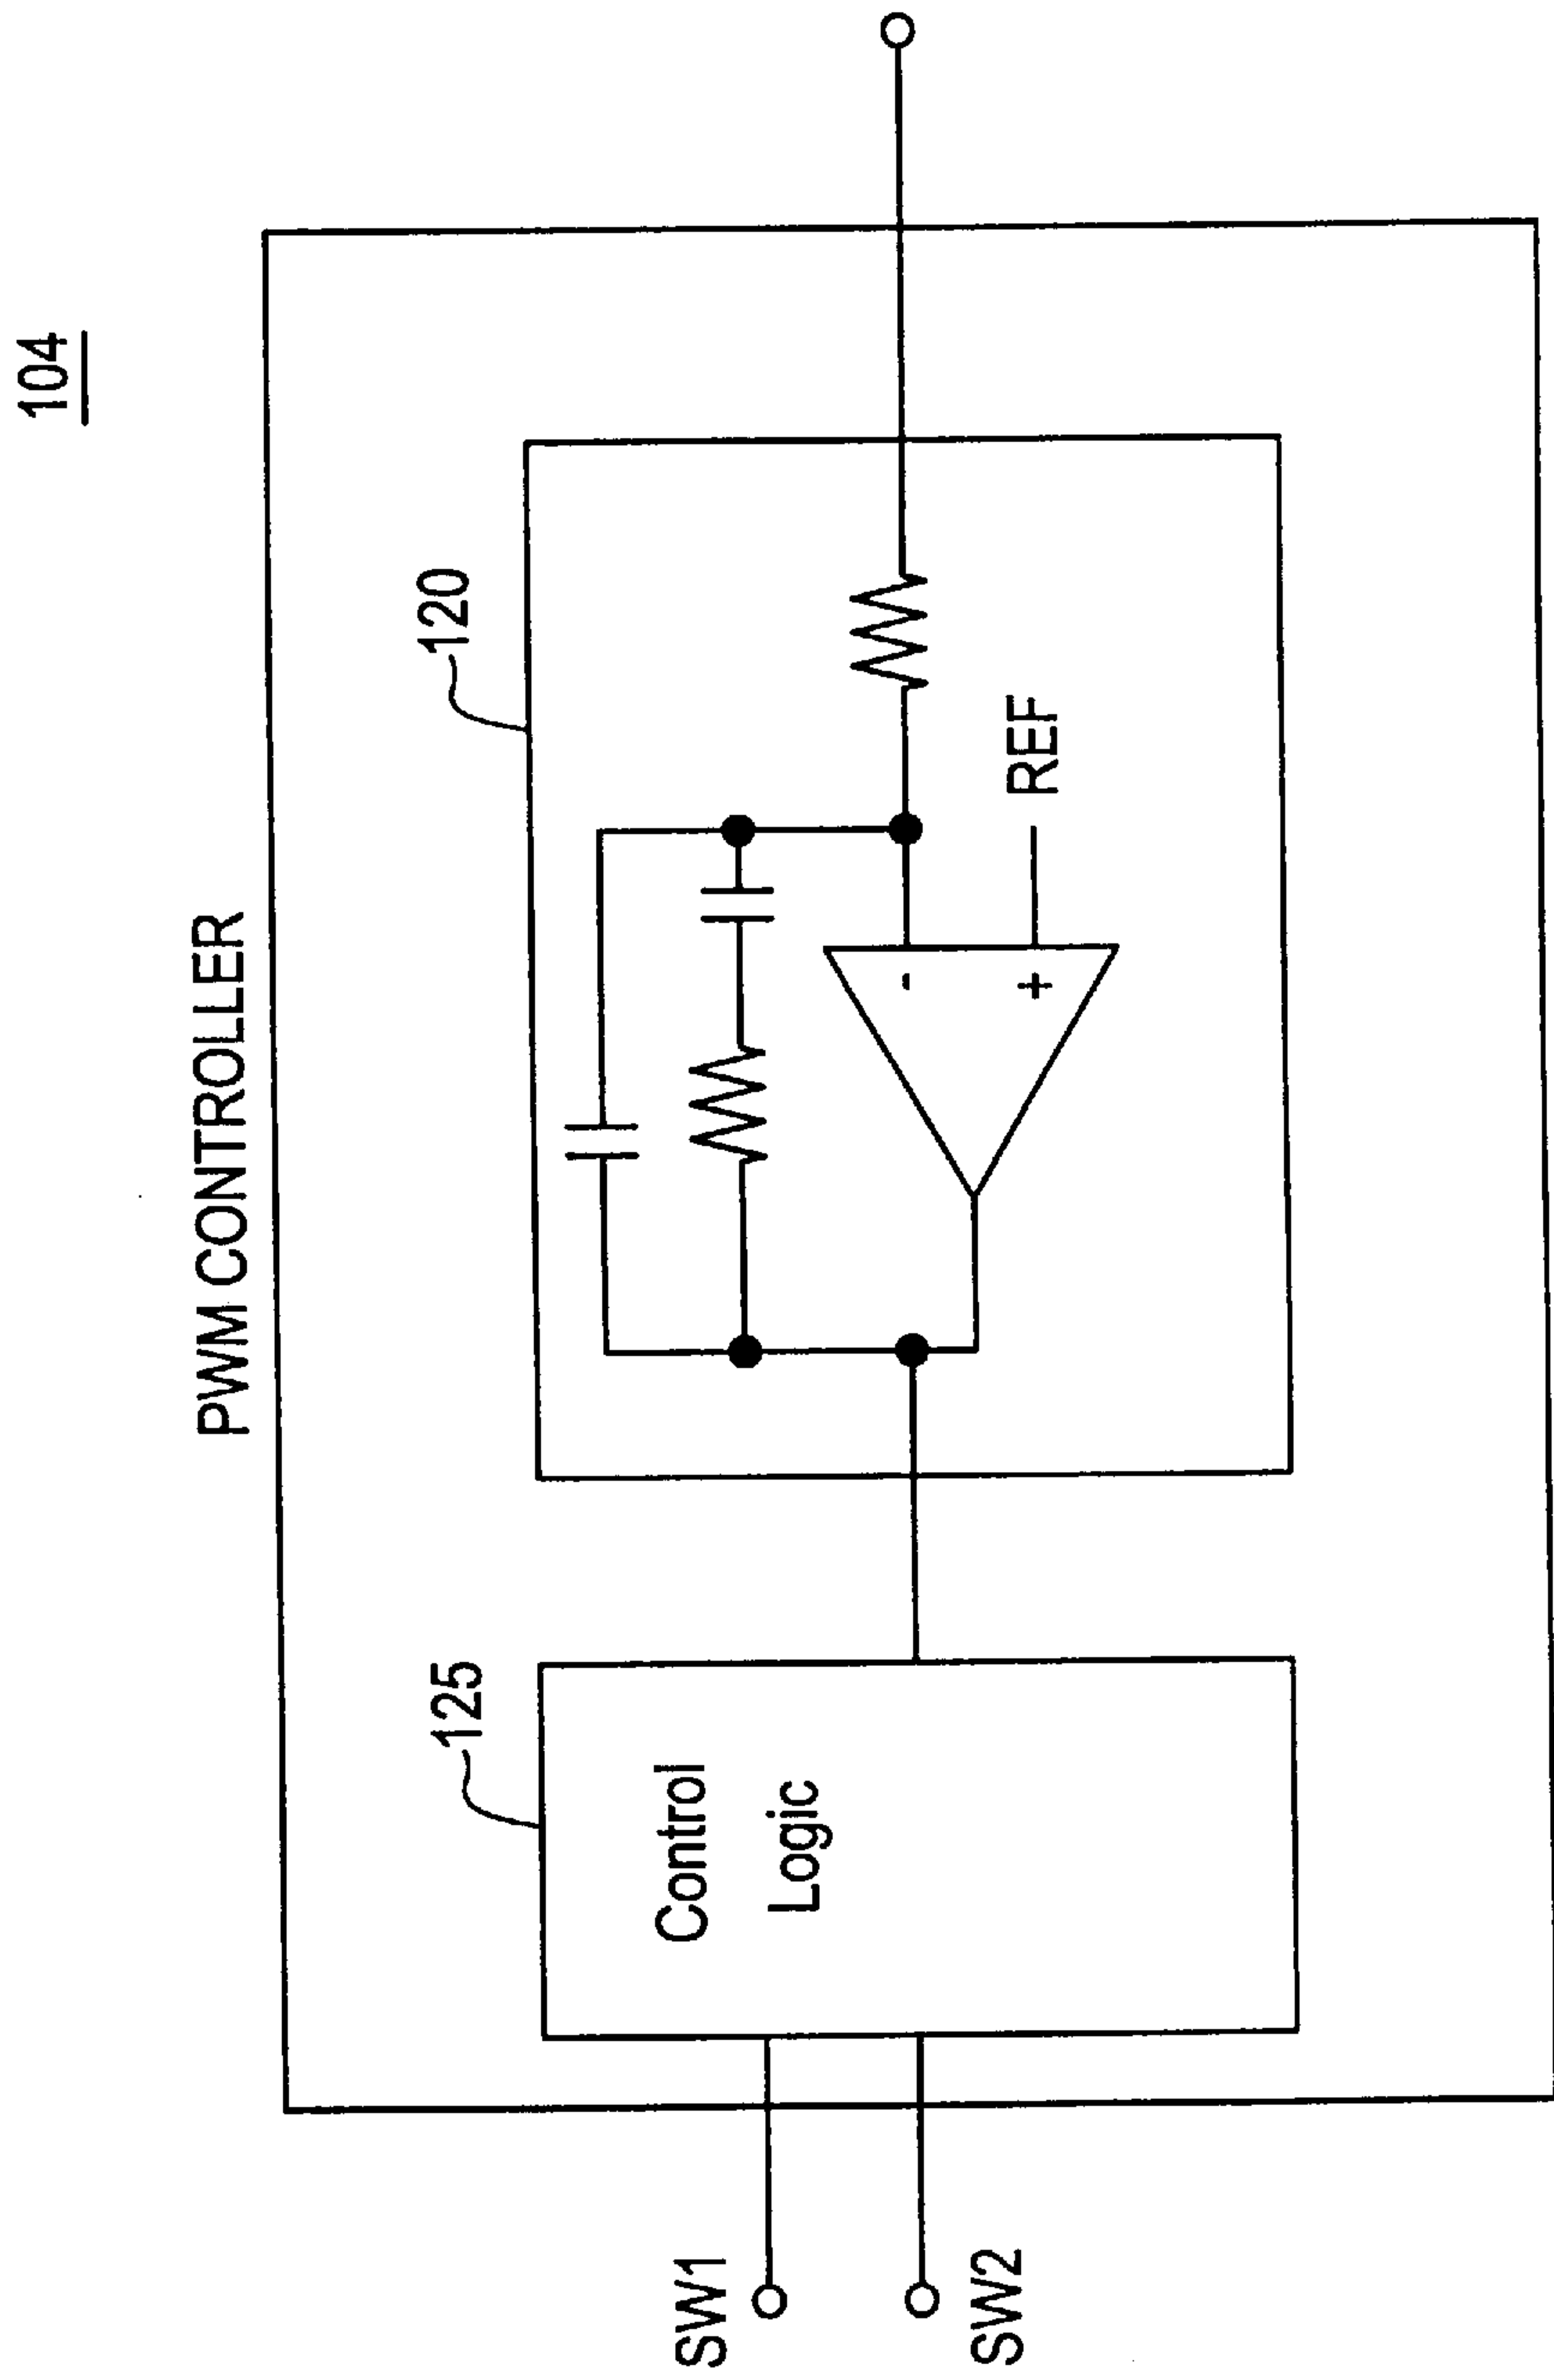 104
PWM CONTROLLER
125
120
Control
Logic
SW1
SW2
-
+
REF